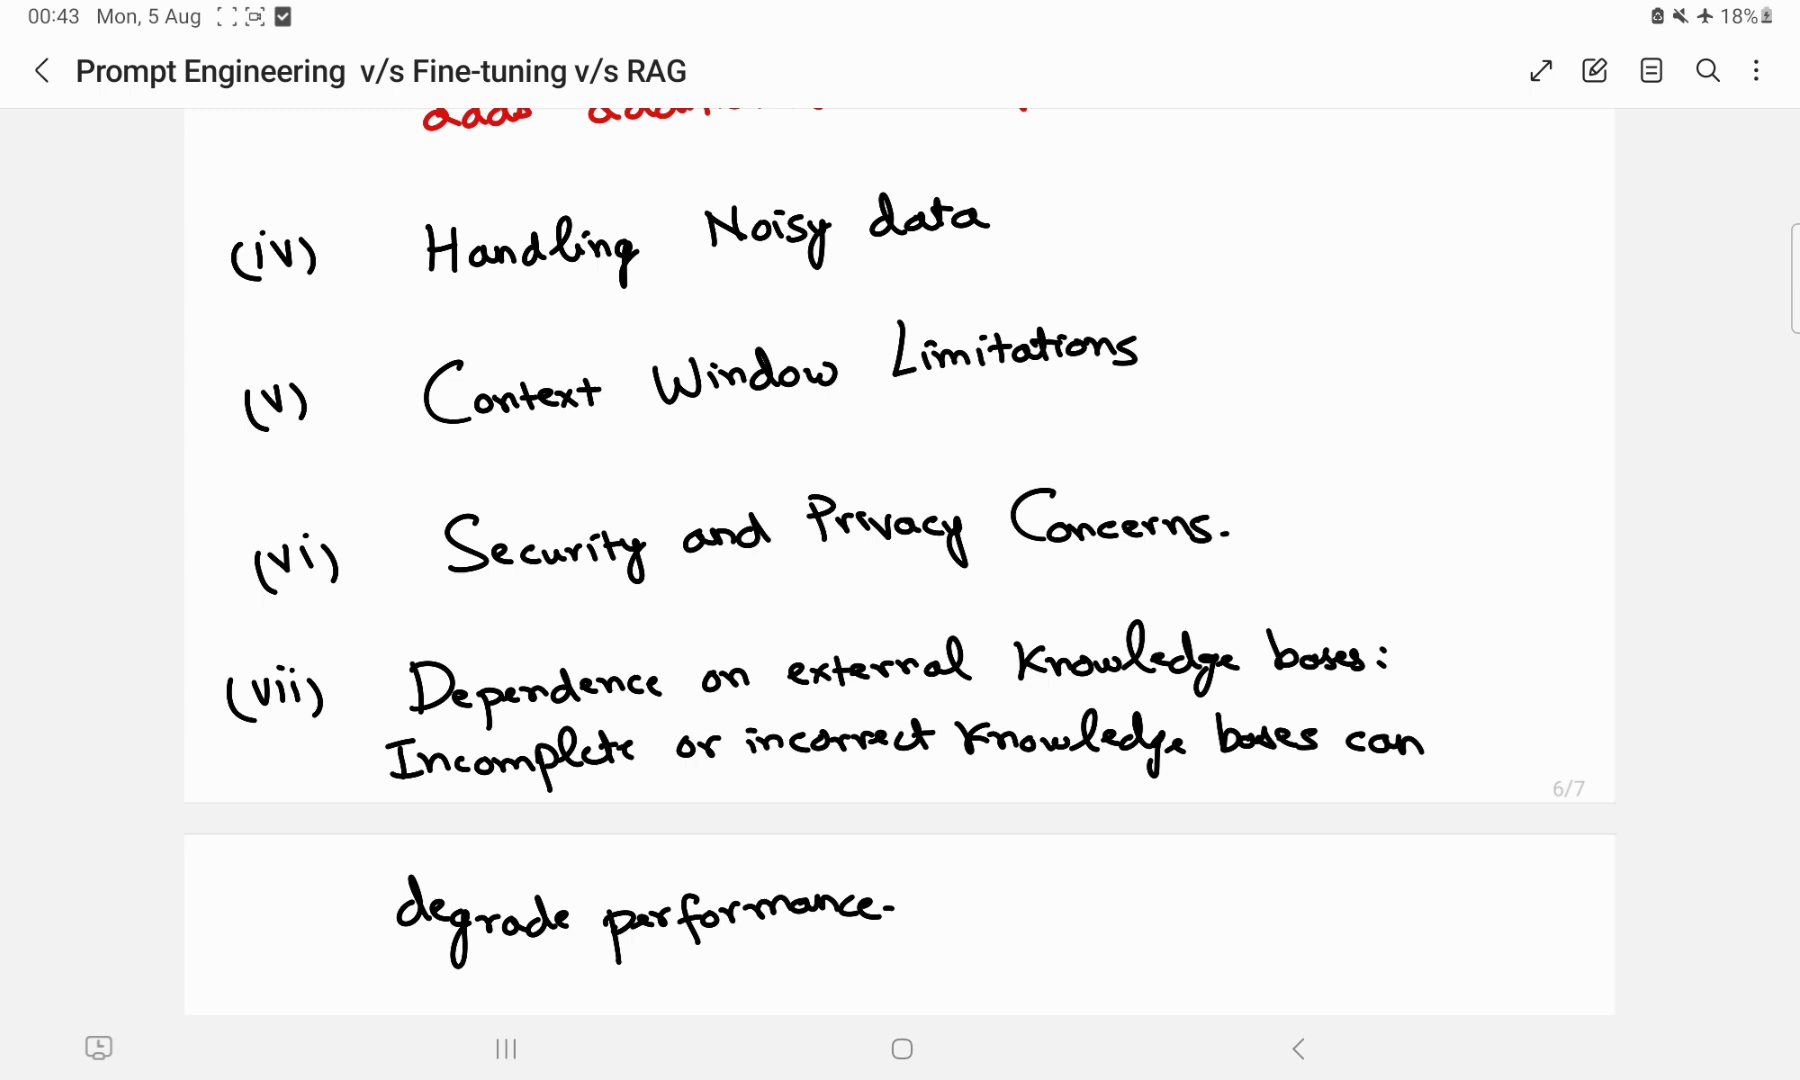 00:43 Mon, 5 Aug 18%
Prompt Engineering v/s Fine-tuning v/s RAG
adds
(iv) Handling Noisy data
(v) Context Window Limitations
(vi) Security and Privacy Concerns.
(vii) Dependence on external Knowledge bases:
Incomplete or incorrect Knowledge bases can
6/7
degrade performance.